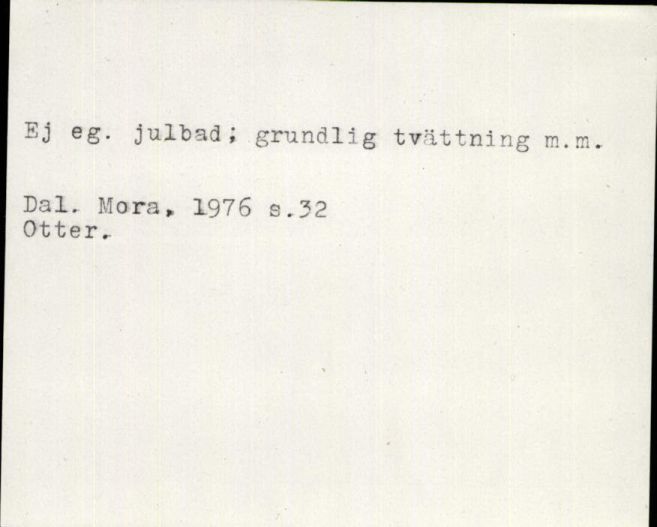 Ej eg. julbad; grundlig tvättning m.m.
Dal. Mora, 1976 s.32
Otter.